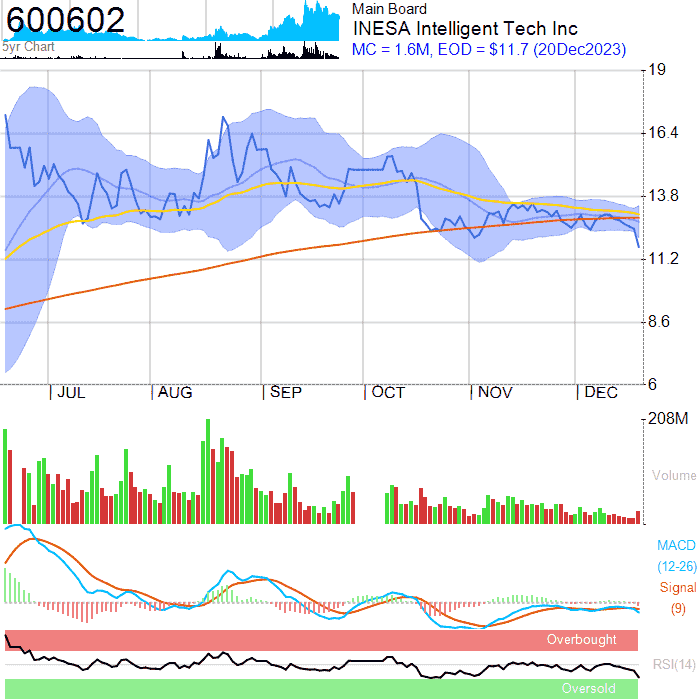 600602
5yr Chart
Main Board
INESA Intelligent Tech Inc
MC = 1.6M, EOD = $11.7 (20Dec2023)
19
16.4
13.8
11.2
8.6
6
JUL AUG SEP OCT NOV DEC
208M
Volume
MACD
(12-26)
Signal
(9)
Overbought
RSI(14)
Oversold